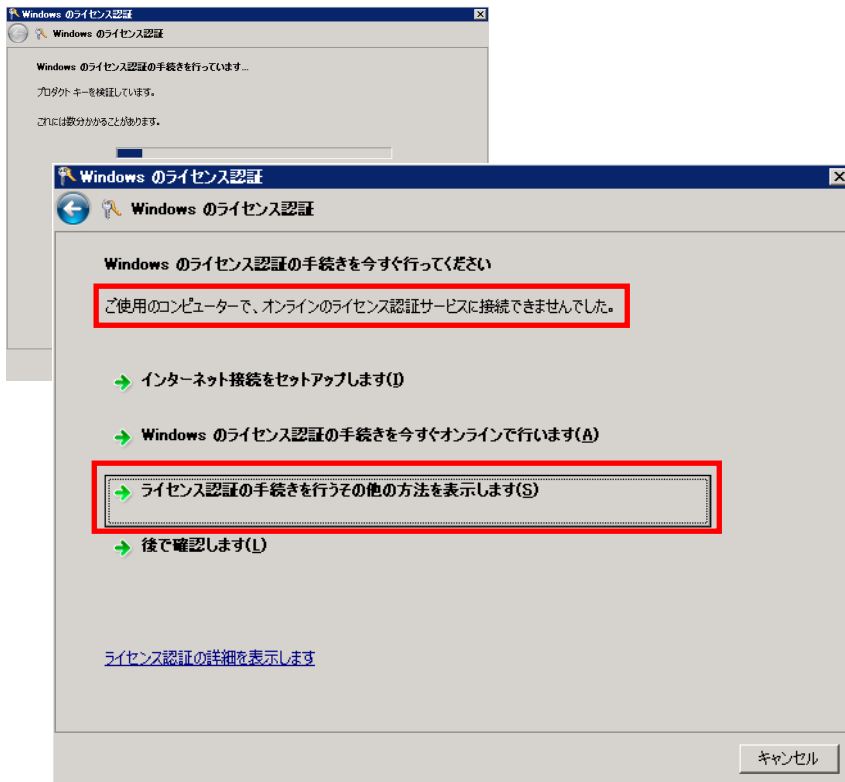 Windows のライセンス認証
Windows のライセンス認証
Windows のライセンス認証の手続きを行っています...
プロダクト キーを検証しています。
これには数分かかることがあります。
Windows のライセンス認証
Windows のライセンス認証
Windows のライセンス認証の手続きを今すぐ行ってください
ご使用のコンピューターで、オンラインのライセンス認証サービスに接続できませんでした。
インターネット接続をセットアップします(I)
Windows のライセンス認証の手続きを今すぐオンラインで行います(A)
ライセンス認証の手続きを行うその他の方法を表示します(S)
後で確認します(L)
ライセンス認証の詳細を表示します
キャンセル